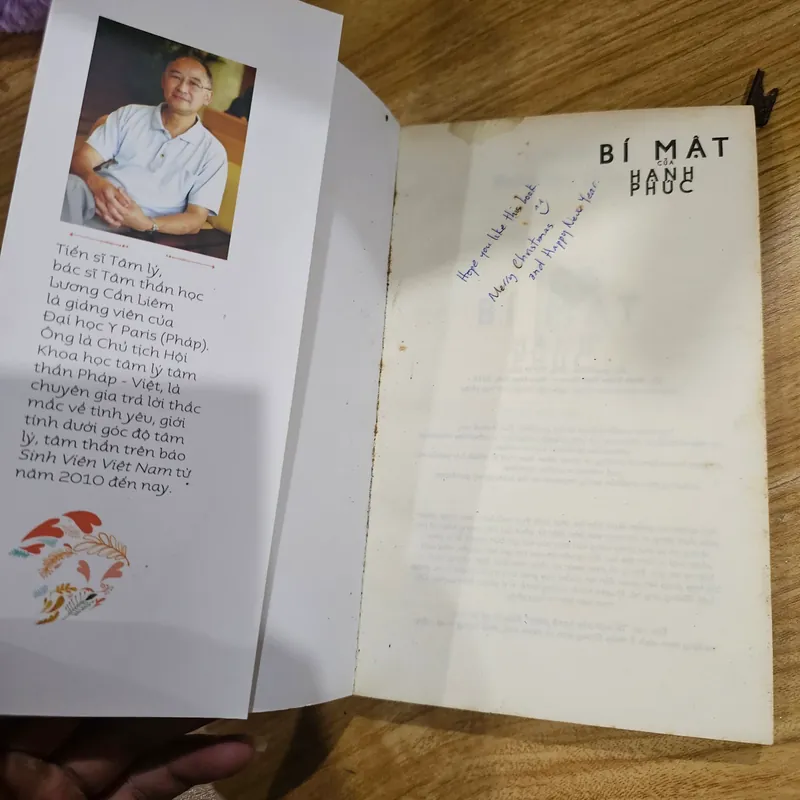 Tiến sĩ Tâm lý,
bác sĩ Tâm thần học
Lương Cần Liêm
là giảng viên của
Đại học Y Paris (Pháp).
Ông là Chủ tịch Hội
Khoa học tâm lý tâm
thần Pháp - Việt, là
chuyên gia trả lời thắc
mắc về tình yêu, giới
tính dưới góc độ tâm
lý, tâm thần trên báo
Sinh Viên Việt Nam từ
năm 2010 đến nay.
BÍ MẬT
CỦA
HẠNH
PHÚC
Hope you like this book
Merry Christmas
and Happy New Year.